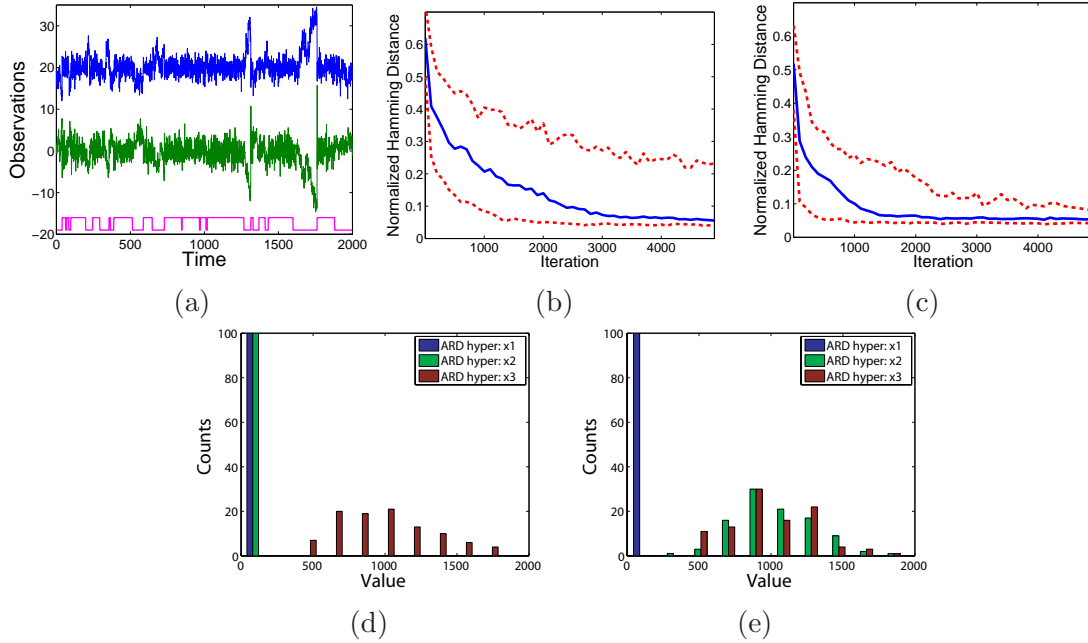 Observations
30
20
10
0
−10
−20
0 500 1000 1500 2000
Time
(a)
Normalized Hamming Distance
0.6
0.5
0.4
0.3
0.2
0.1
0
1000 2000 3000 4000
Iteration
(b)
Normalized Hamming Distance
0.6
0.5
0.4
0.3
0.2
0.1
0
1000 2000 3000 4000
Iteration
(c)
Counts
100
80
60
40
20
0
0 500 1000 1500 2000
Value
ARD hyper: x1
ARD hyper: x2
ARD hyper: x3
(d)
Counts
100
80
60
40
20
0
0 500 1000 1500 2000
Value
ARD hyper: x1
ARD hyper: x2
ARD hyper: x3
(e)